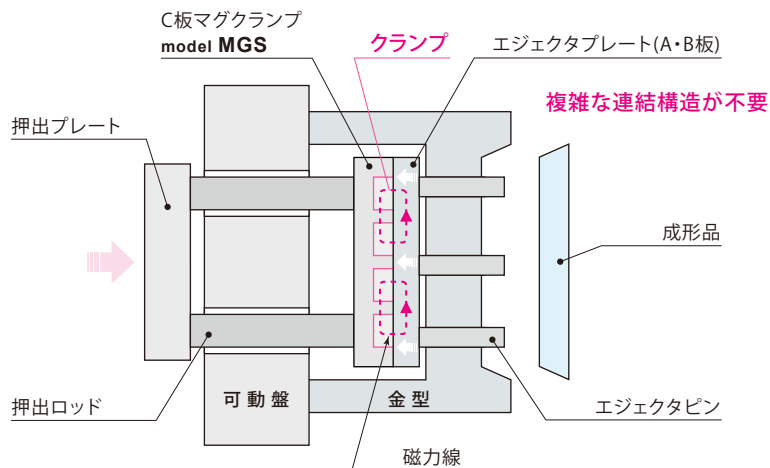 C板マグクランプ
model MGS
クランプ
エジェクタプレート(A・B板)
複雑な連結構造が不要
押出プレート
成形品
押出ロッド
可動盤
金型
エジェクタピン
磁力線